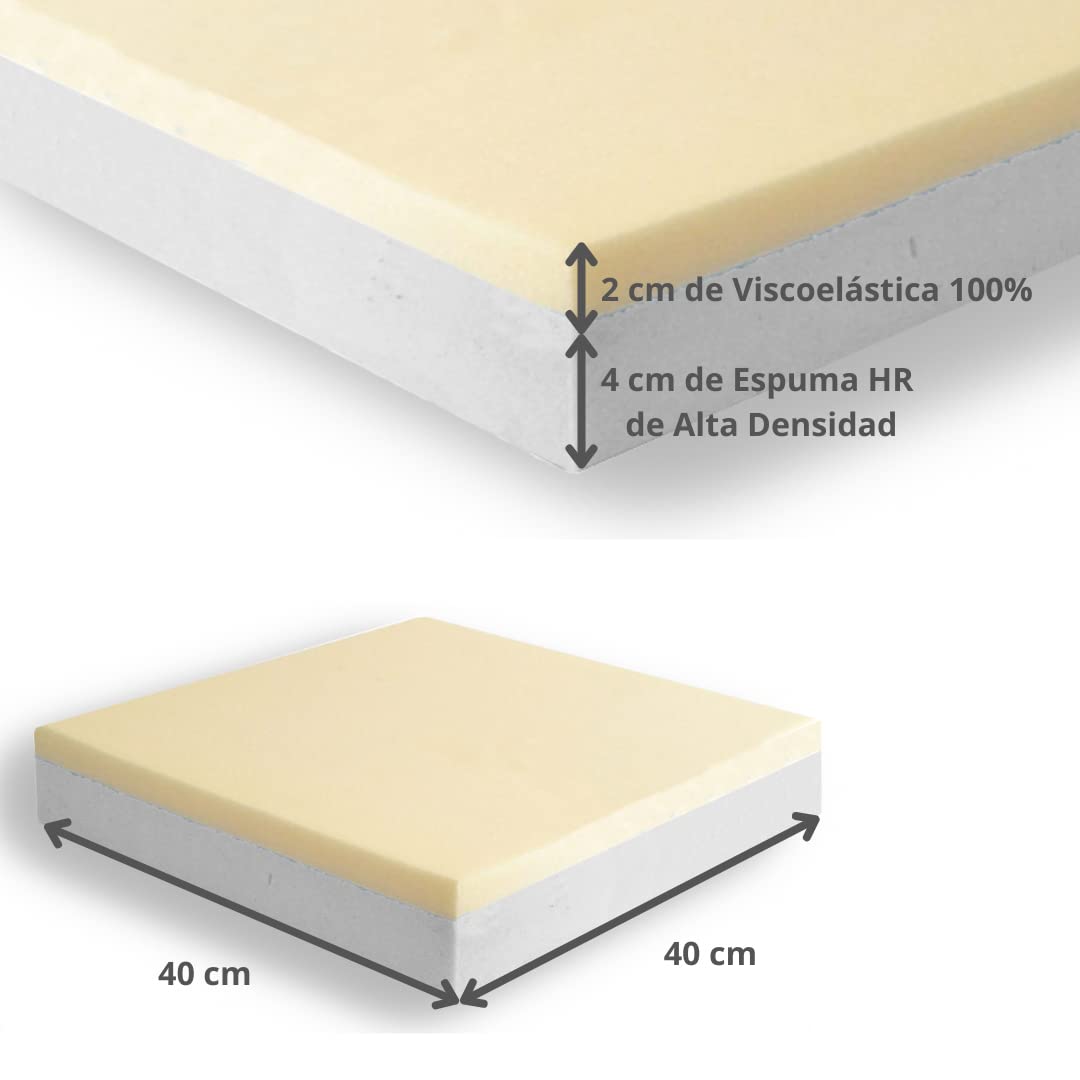 2 cm de Viscoelástica 100%
4 cm de Espuma HR
de Alta Densidad
40 cm
40 cm